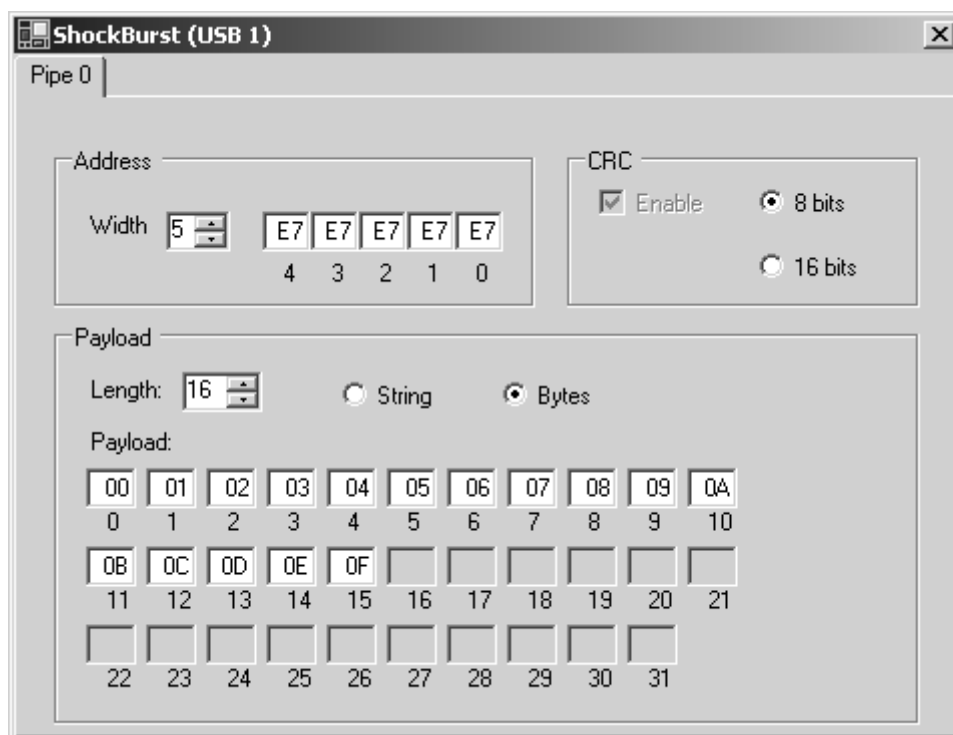 ShockBurst (USB 1)
Pipe 0
Address
Width 5 E7 E7 E7 E7 E7
4 3 2 1 0
CRC
Enable 8 bits
16 bits
Payload
Length: 16 String Bytes
Payload:
00 01 02 03 04 05 06 07 08 09 0A
0 1 2 3 4 5 6 7 8 9 10
0B 0C 0D 0E 0F
11 12 13 14 15 16 17 18 19 20 21
22 23 24 25 26 27 28 29 30 31